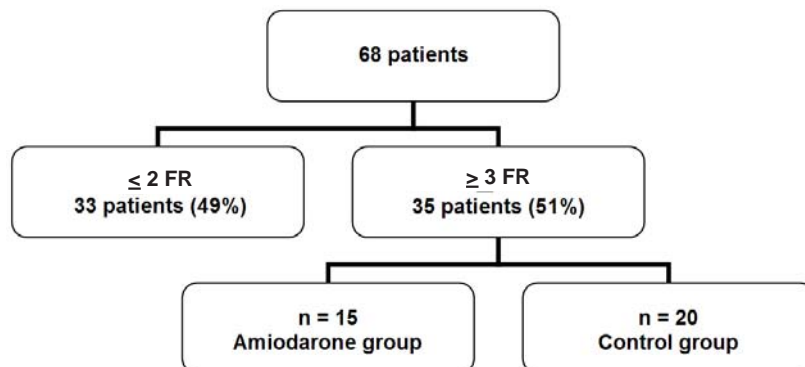 68 patients
≤ 2 FR
33 patients (49%)
≥ 3 FR
35 patients (51%)
n = 15
Amiodarone group
n = 20
Control group